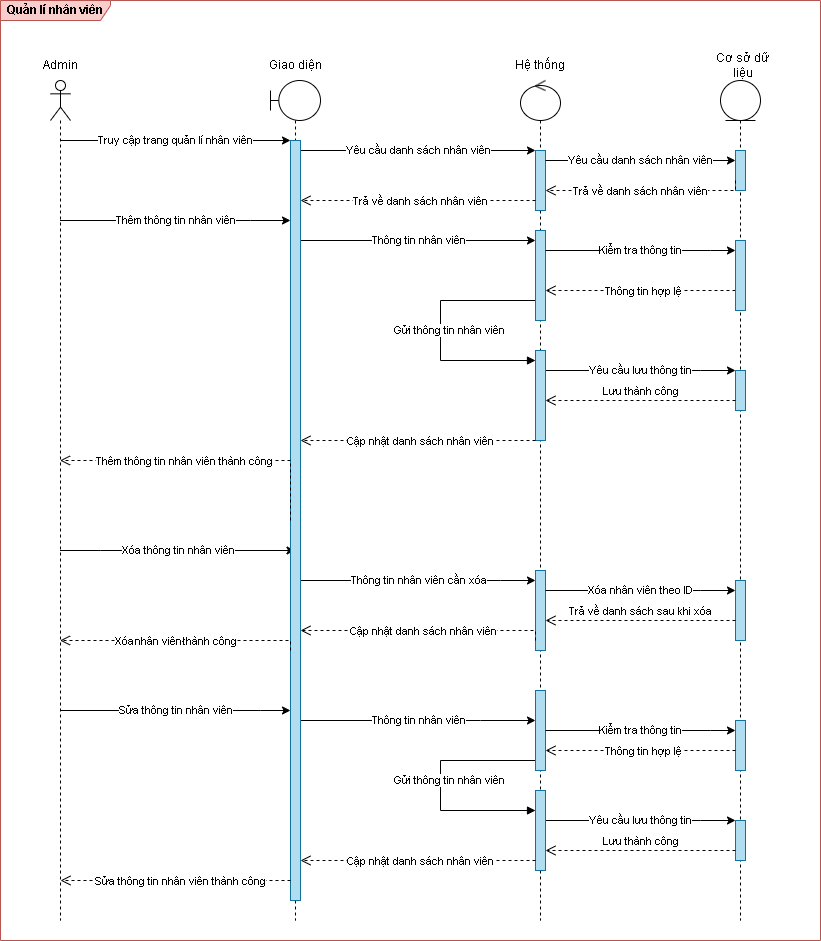 Quản lí nhân viên
Admin
Giao diện
Hệ thống
Cơ sở dữ
liệu
Truy cập trang quản lí nhân viên
Yêu cầu danh sách nhân viên
Yêu cầu danh sách nhân viên
Trả về danh sách nhân viên
Trả về danh sách nhân viên
Thêm thông tin nhân viên
Thông tin nhân viên
Kiểm tra thông tin
Thông tin hợp lệ
Gửi thông tin nhân viên
Yêu cầu lưu thông tin
Lưu thành công
Cập nhật danh sách nhân viên
Thêm thông tin nhân viên thành công
Xóa thông tin nhân viên
Thông tin nhân viên cần xóa
Xóa nhân viên theo ID
Trả về danh sách sau khi xóa
Cập nhật danh sách nhân viên
Xóa nhân viên thành công
Sửa thông tin nhân viên
Thông tin nhân viên
Kiểm tra thông tin
Thông tin hợp lệ
Gửi thông tin nhân viên
Yêu cầu lưu thông tin
Lưu thành công
Cập nhật danh sách nhân viên
Sửa thông tin nhân viên thành công